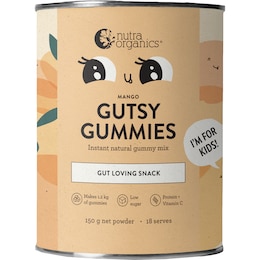 nutra
organics
MANGO
GUTSY
GUMMIES
Instant natural gummy mix
I'M FOR
KIDS!
GUT LOVING SNACK
Makes 1.2 kg
of gummies
Low
sugar
Protein +
Vitamin C
150 g net powder
18 serves